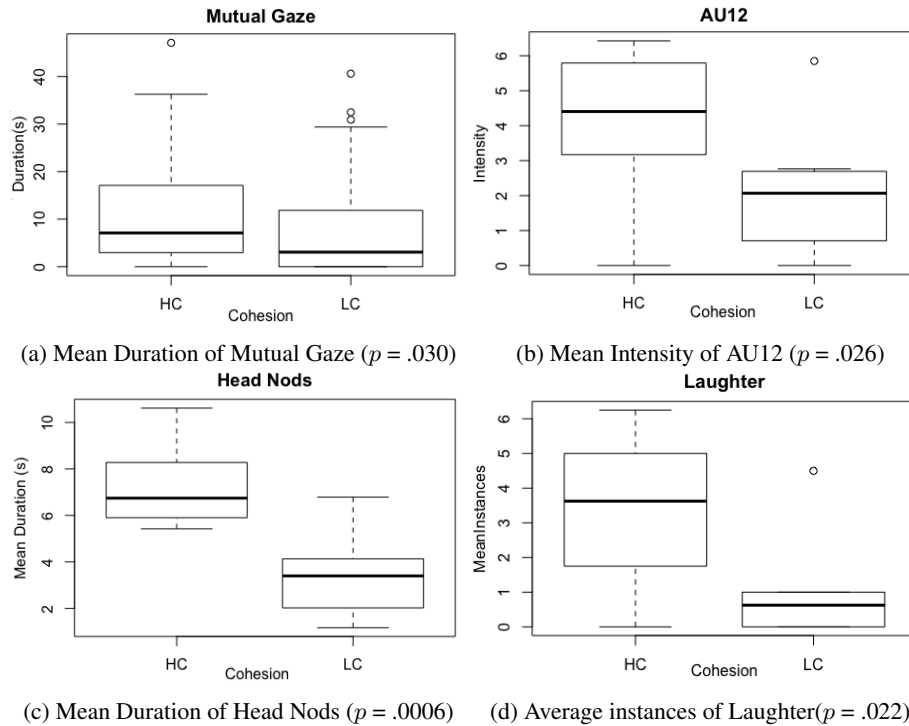 Mutual Gaze
Duration(s)
40
30
20
10
0
HC
LC
Cohesion
(a) Mean Duration of Mutual Gaze (p = .030)
AU12
Intensity
6
5
4
3
2
1
0
HC
LC
Cohesion
(b) Mean Intensity of AU12 (p = .026)
Head Nods
Mean Duration (s)
10
8
6
4
2
HC
LC
Cohesion
(c) Mean Duration of Head Nods (p = .0006)
Laughter
MeanInstances
6
5
4
3
2
1
0
HC
LC
Cohesion
(d) Average instances of Laughter(p = .022)